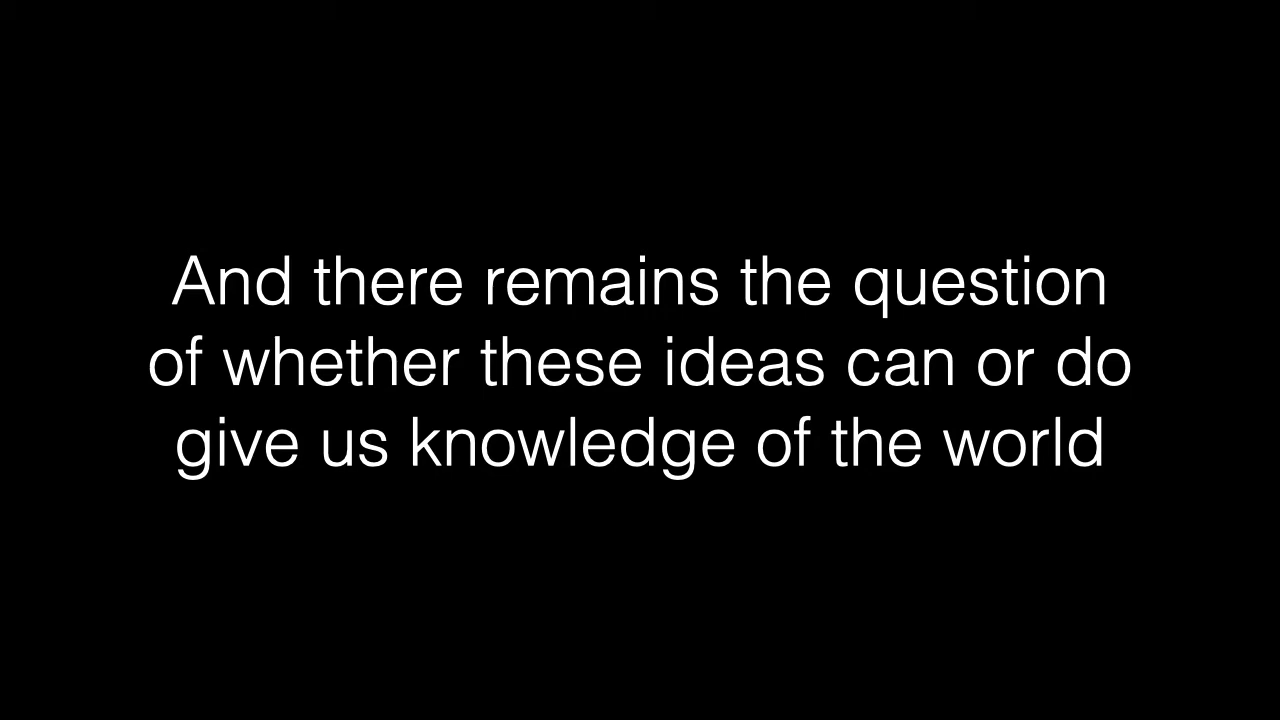 And there remains the question
of whether these ideas can or do
give us knowledge of the world